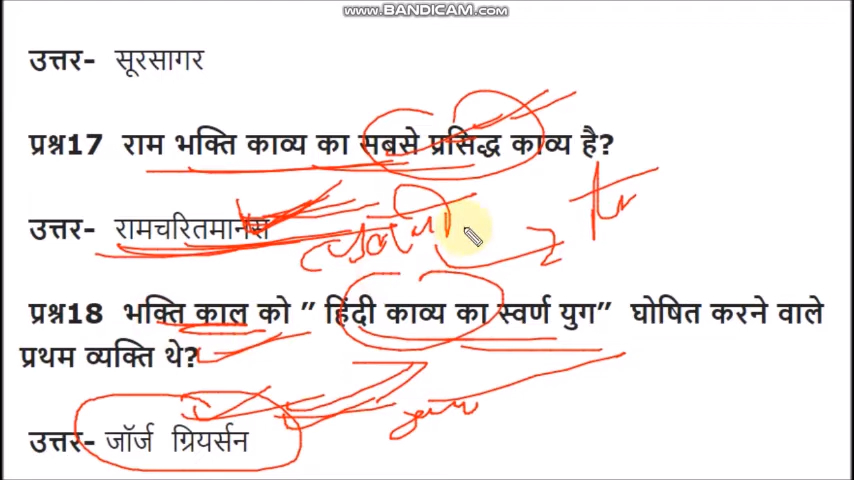 WWW.BANDICAM.COM
उत्तर- सूरसागर
प्रश्न17 राम भक्ति काव्य का सबसे प्रसिद्ध काव्य है?
उत्तर- रामचरितमानस
प्रश्न18 भक्ति काल को ” हिंदी काव्य का स्वर्ण युग” घोषित करने वाले
प्रथम व्यक्ति थे?
उत्तर- जॉर्ज ग्रियर्सन